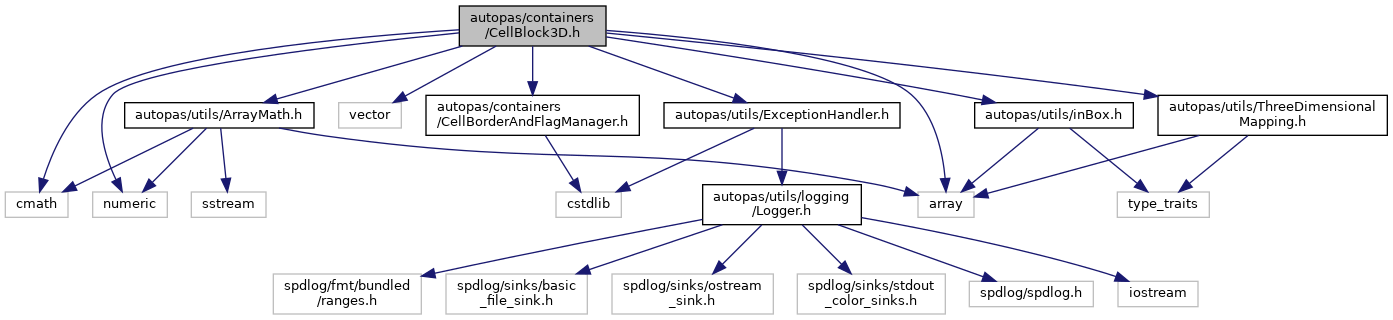 autopas/containers
/CellBlock3D.h
autopas/utils/ArrayMath.h
vector
autopas/containers
/CellBorderAndFlagManager.h
autopas/utils/ExceptionHandler.h
autopas/utils/inBox.h
autopas/utils/ThreeDimensional
Mapping.h
cmath
numeric
sstream
cstdlib
autopas/utils/logging
/Logger.h
array
type_traits
spdlog/fmt/bundled
/ranges.h
spdlog/sinks/basic
_file_sink.h
spdlog/sinks/ostream
_sink.h
spdlog/sinks/stdout
_color_sinks.h
spdlog/spdlog.h
iostream